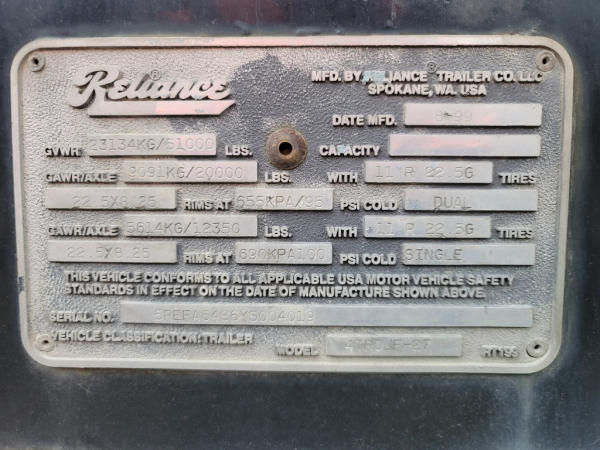 Reliance ®
MFD. BY RELIANCE TRAILER CO. LLC
SPOKANE, WA. USA
DATE MFD. 8-99
GVWR 23134KG/51000 LBS. CAPACITY
GAWR/AXLE 9091KG/20000 LBS. WITH 11 R 22.5G TIRES
22.5X8.25 RIMS AT 655KPA/95 PSI COLD DUAL
GAWR/AXLE 5614KG/12350 LBS. WITH 11 R 22.5G TIRES
22.5X8.25 RIMS AT 690KPA100 PSI COLD SINGLE
THIS VEHICLE CONFORMS TO ALL APPLICABLE USA MOTOR VEHICLE SAFETY
STANDARDS IN EFFECT ON THE DATE OF MANUFACTURE SHOWN ABOVE.
SERIAL NO.
VEHICLE CLASSIFICATION: TRAILER
MODEL